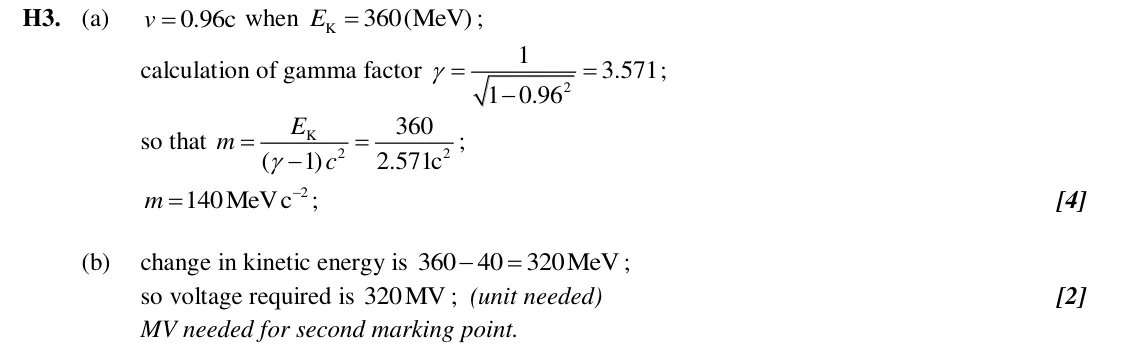 H3. (a) v = 0.96c when E_K = 360 (MeV) ;
calculation of gamma factor γ = 1/√(1 − 0.96²) = 3.571 ;
so that m = E_K/((γ − 1)c²) = 360/(2.571c²) ;
m = 140 MeV c⁻² ; [4]
(b) change in kinetic energy is 360 − 40 = 320 MeV ;
so voltage required is 320 MV ; (unit needed) [2]
MV needed for second marking point.